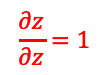 ∂z/∂z = 1